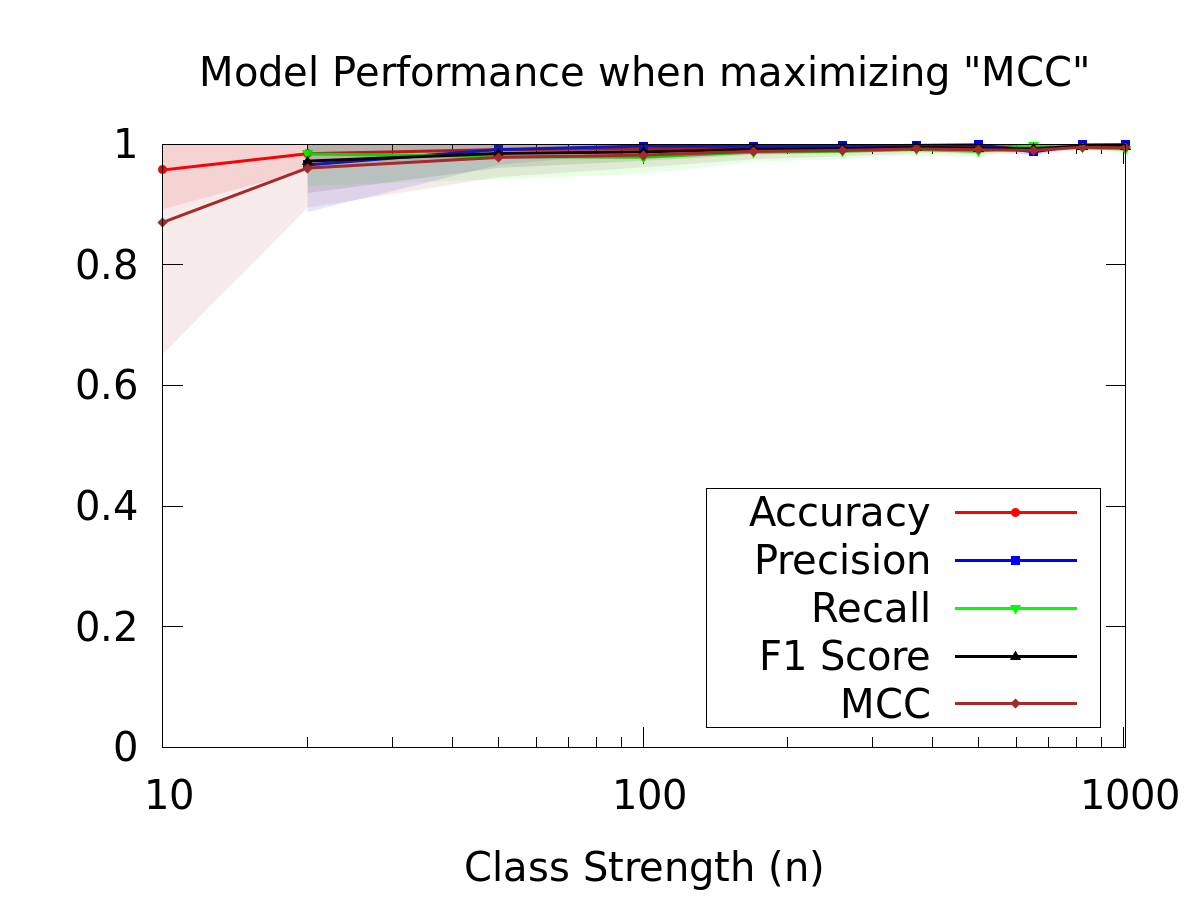 Model Performance when maximizing "MCC"
1
0.8
0.6
0.4
0.2
0
Accuracy
Precision
Recall
F1 Score
MCC
10
100
1000
Class Strength (n)